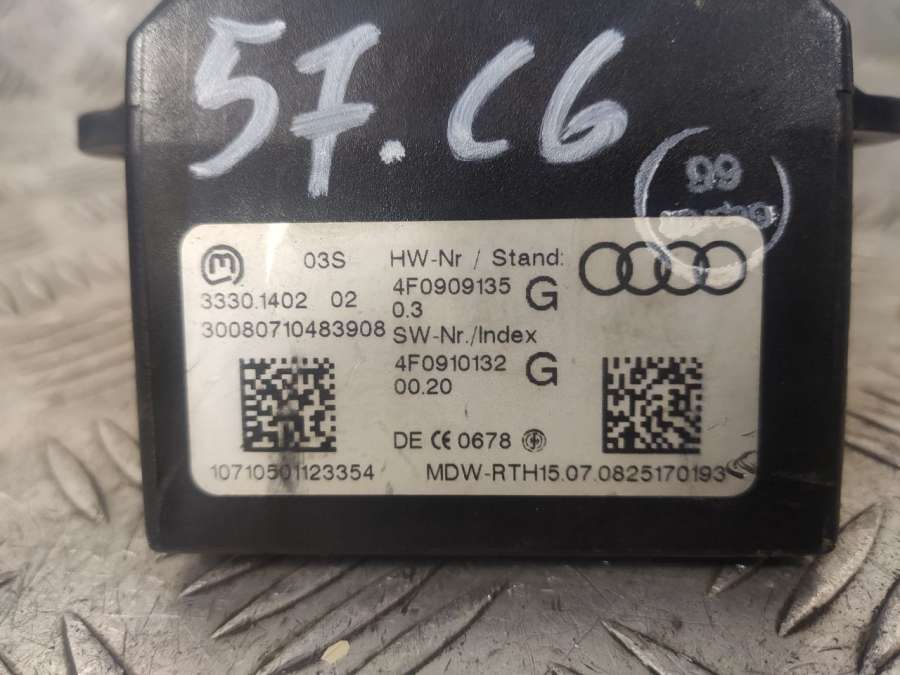 57.C6
66
03S
3330.1402 02
30080710483908
HW-Nr / Stand:
4F0909135 G
0.3
SW-Nr./Index
4F0910132 G
00.20
DE CE 0678
10710501123354
MDW-RTH15.07.0825170193